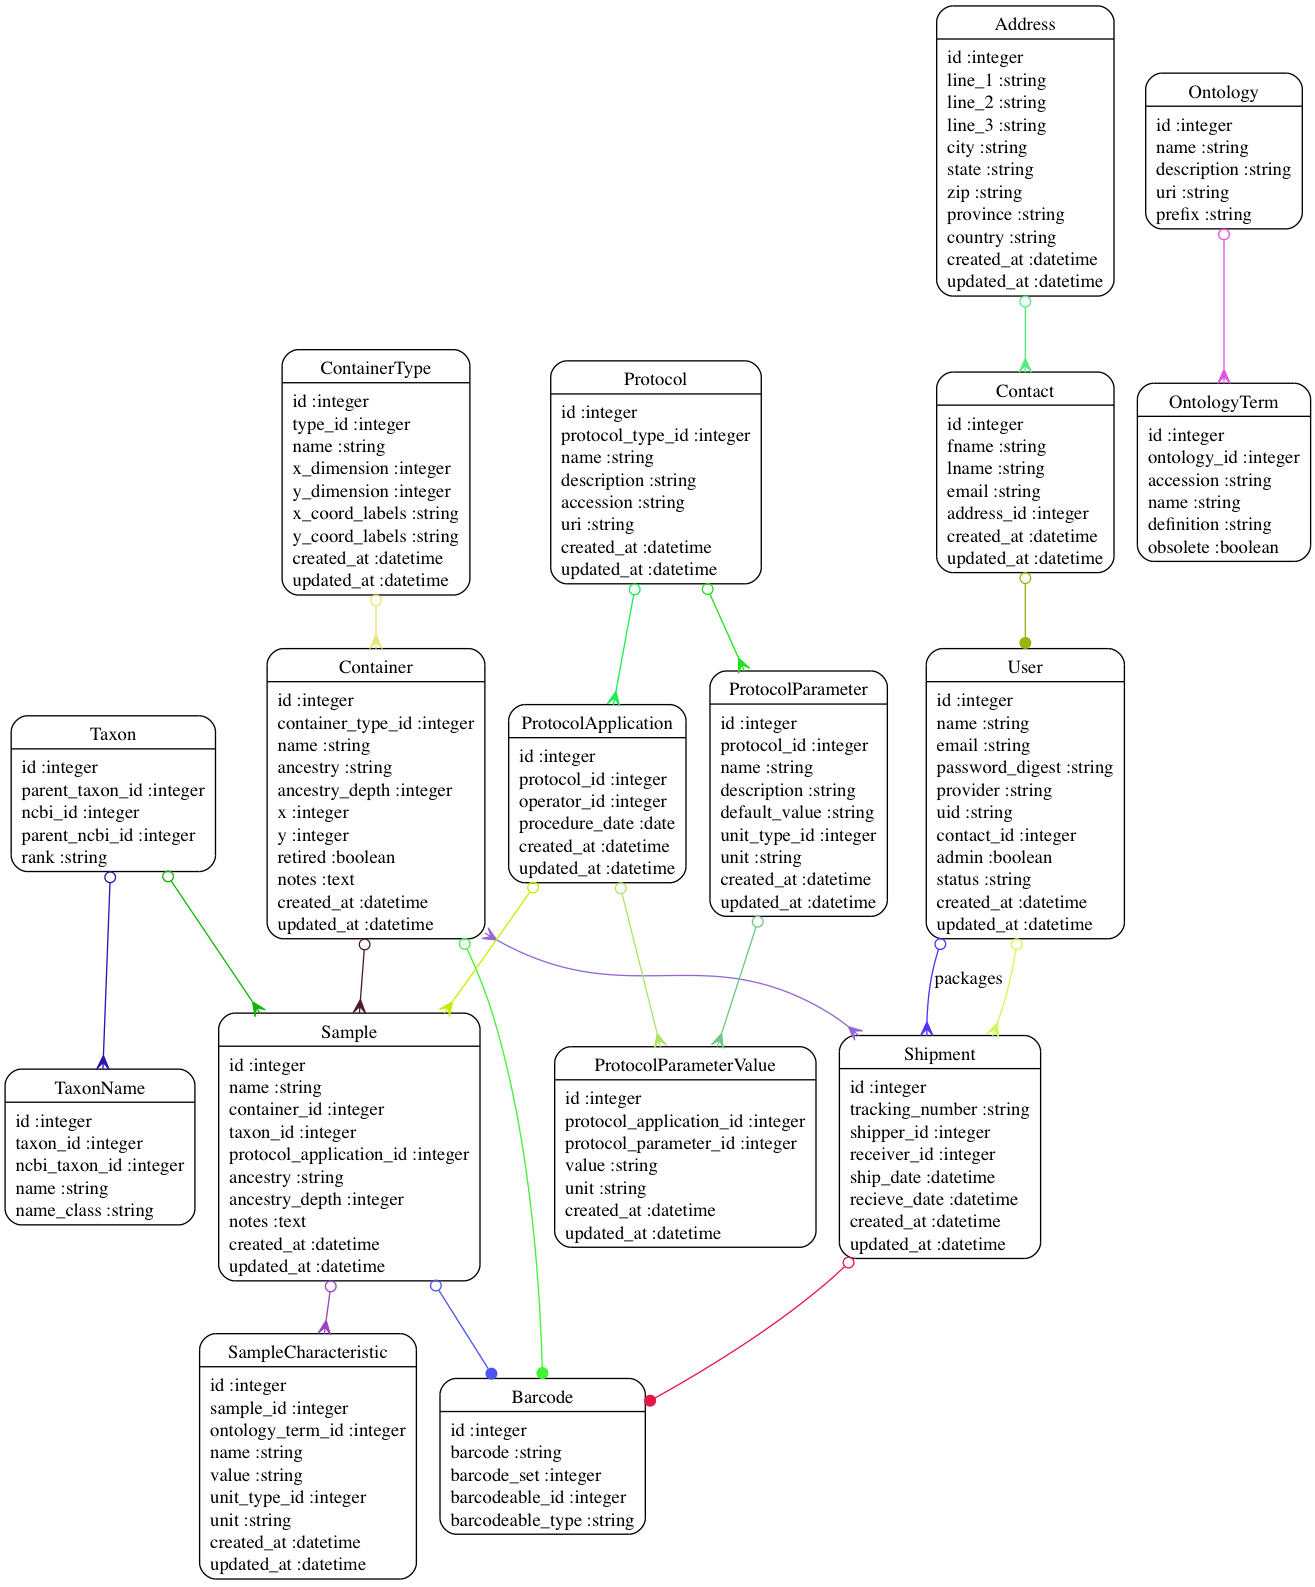 Address
id :integer
line_1 :string
line_2 :string
line_3 :string
city :string
state :string
zip :string
province :string
country :string
created_at :datetime
updated_at :datetime
Ontology
id :integer
name :string
description :string
uri :string
prefix :string
ContainerType
id :integer
type_id :integer
name :string
x_dimension :integer
y_dimension :integer
x_coord_labels :string
y_coord_labels :string
created_at :datetime
updated_at :datetime
Protocol
id :integer
protocol_type_id :integer
name :string
description :string
accession :string
uri :string
created_at :datetime
updated_at :datetime
Contact
id :integer
fname :string
lname :string
email :string
address_id :integer
created_at :datetime
updated_at :datetime
OntologyTerm
id :integer
ontology_id :integer
accession :string
name :string
definition :string
obsolete :boolean
Taxon
id :integer
parent_taxon_id :integer
ncbi_id :integer
parent_ncbi_id :integer
rank :string
Container
id :integer
container_type_id :integer
name :string
ancestry :string
ancestry_depth :integer
x :integer
y :integer
retired :boolean
notes :text
created_at :datetime
updated_at :datetime
ProtocolApplication
id :integer
protocol_id :integer
operator_id :integer
procedure_date :date
created_at :datetime
updated_at :datetime
ProtocolParameter
id :integer
protocol_id :integer
name :string
description :string
default_value :string
unit_type_id :integer
unit :string
created_at :datetime
updated_at :datetime
User
id :integer
name :string
email :string
password_digest :string
provider :string
uid :string
contact_id :integer
admin :boolean
status :string
created_at :datetime
updated_at :datetime
packages
TaxonName
id :integer
taxon_id :integer
ncbi_taxon_id :integer
name :string
name_class :string
Sample
id :integer
name :string
container_id :integer
taxon_id :integer
protocol_application_id :integer
ancestry :string
ancestry_depth :integer
notes :text
created_at :datetime
updated_at :datetime
ProtocolParameterValue
id :integer
protocol_application_id :integer
protocol_parameter_id :integer
value :string
unit :string
created_at :datetime
updated_at :datetime
Shipment
id :integer
tracking_number :string
shipper_id :integer
receiver_id :integer
ship_date :datetime
recieve_date :datetime
created_at :datetime
updated_at :datetime
SampleCharacteristic
id :integer
sample_id :integer
ontology_term_id :integer
name :string
value :string
unit_type_id :integer
unit :string
created_at :datetime
updated_at :datetime
Barcode
id :integer
barcode :string
barcode_set :integer
barcodeable_id :integer
barcodeable_type :string